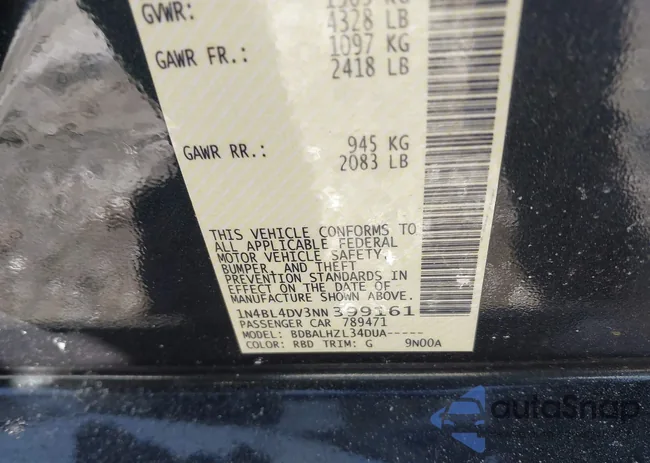 GVWR:
4328 LB
GAWR FR.: 1097 KG
2418 LB
GAWR RR.: 945 KG
2083 LB
THIS VEHICLE CONFORMS TO
ALL APPLICABLE FEDERAL
MOTOR VEHICLE SAFETY,
BUMPER, AND THEFT
PREVENTION STANDARDS IN
EFFECT ON THE DATE OF
MANUFACTURE SHOWN ABOVE.
1N4BL4DV3NN399161
PASSENGER CAR 789471
MODEL: BDBALHZL34DUA-----
COLOR: RBD TRIM: G 9N00A
autoSnap